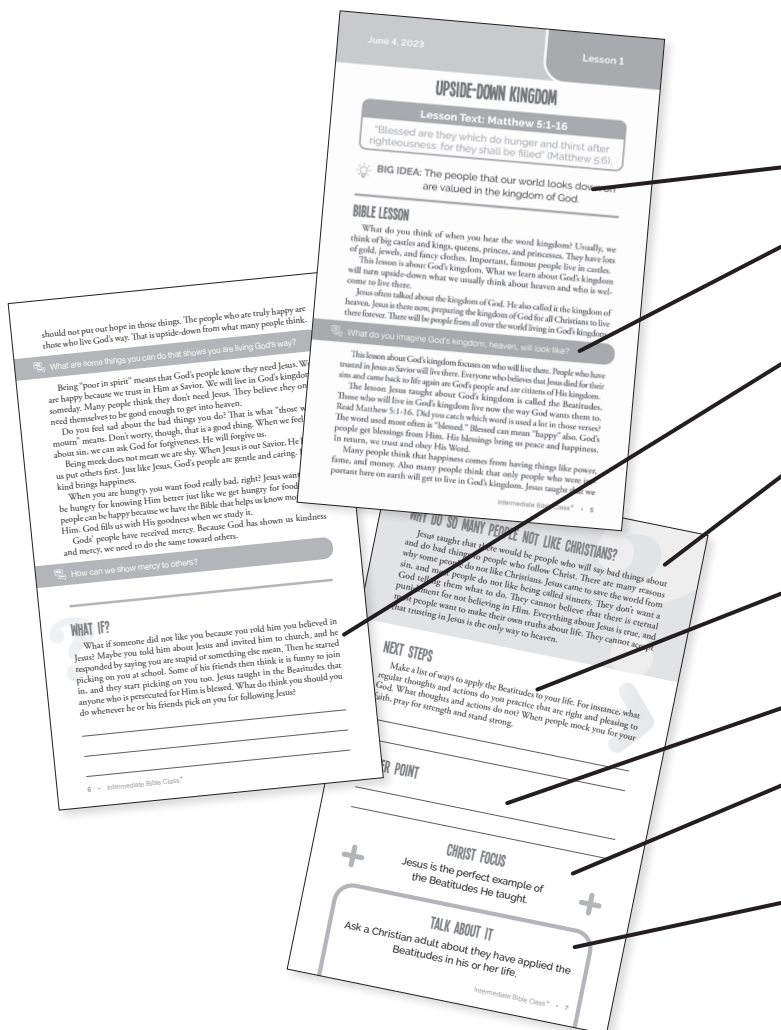 June 4, 2023
Lesson 1
UPSIDE-DOWN KINGDOM
Lesson Text: Matthew 5:1-16
"Blessed are they which do hunger and thirst after
righteousness: for they shall be filled" (Matthew 5:6).
BIG IDEA: The people that our world looks down on
are valued in the kingdom of God.
BIBLE LESSON
What do you think of when you hear the word kingdom? Usually, we
think of big castles and kings, queens, princes, and princesses. They have lots
of gold, jewels, and fancy clothes. Important, famous people live in castles.
This lesson is about God's kingdom. What we learn about God's kingdom
will turn upside-down what we usually think about heaven and who is wel-
come to live there.
Jesus often talked about the kingdom of God. He also called it the kingdom of
heaven. Jesus is there now, preparing the kingdom of God for all Christians to live
there forever. There will be people from all over the world living in God's kingdom.
What do you imagine God's kingdom, heaven, will look like?
This lesson about God's kingdom focuses on who will live there. People who have
trusted in Jesus as Savior will live there. Everyone who believes that Jesus died for their
sins and came back to life again are God's people and are citizens of His kingdom.
The lesson Jesus taught about God's kingdom is called the Beatitudes.
Those who will live in God's kingdom live now the way God wants them to.
Read Matthew 5:1-16. Did you catch which word is used a lot in those verses?
The word used most often is "blessed." Blessed can mean "happy" also. God's
people get blessings from Him. His blessings bring us peace and happiness.
In return, we trust and obey His Word.
Many people think that happiness comes from having things like power,
fame, and money. Also many people think that only people who were im-
portant here on earth will get to live in God's kingdom. Jesus taught that we
Intermediate Bible Class® • 5
should not put our hope in those things. The people who are truly happy are
those who live God's way. That is upside-down from what many people think.
What are some things you can do that shows you are living God's way?
Being "poor in spirit" means that God's people know they need Jesus. W
are happy because we trust in Him as Savior. We will live in God's kingdo
someday. Many people think they don't need Jesus. They believe they on
need themselves to be good enough to get into heaven.
Do you feel sad about the bad things you do? That is what "those w
mourn" means. Don't worry, though, that is a good thing. When we feel
about sin, we can ask God for forgiveness. He will forgive us.
Being meek does not mean we are shy. When Jesus is our Savior, He h
us put others first. Just like Jesus, God's people are gentle and caring.
kind brings happiness.
When you are hungry, you want food really bad, right? Jesus want
be hungry for knowing Him better just like we get hungry for food
people can be happy because we have the Bible that helps us know mo
Him. God fills us with His goodness when we study it.
Gods' people have received mercy. Because God has shown us kindness
and mercy, we need to do the same toward others.
How can we show mercy to others?
WHAT IF?
What if someone did not like you because you told him you believed in
Jesus? Maybe you told him about Jesus and invited him to church, and he
responded by saying you are stupid or something else mean. Then he started
picking on you at school. Some of his friends then think it is funny to join
in, and they start picking on you too. Jesus taught in the Beatitudes that
anyone who is persecuted for Him is blessed. What do you think you should you
do whenever he or his friends pick on you for following Jesus?
6 • Intermediate Bible Class®
WHY DO SO MANY PEOPLE NOT LIKE CHRISTIANS?
Jesus taught that there would be people who will say bad things about
and do bad things to people who follow Christ. There are many reasons
why some people do not like Christians. Jesus came to save the world from
sin, and most people do not like being called sinners. They don't want a
God telling them what to do. They cannot believe that there is eternal
punishment for not believing in Him. Everything about Jesus is true, and
most people want to make their own truths about life. They cannot accept
that trusting in Jesus is the only way to heaven.
NEXT STEPS
Make a list of ways to apply the Beatitudes to your life. For instance, what
regular thoughts and actions do you practice that are right and pleasing to
God. What thoughts and actions do not? When people mock you for your
faith, pray for strength and stand strong.
ER POINT
CHRIST FOCUS
Jesus is the perfect example of
the Beatitudes He taught.
TALK ABOUT IT
Ask a Christian adult about they have applied the
Beatitudes in his or her life.
Intermediate Bible Class® • 7